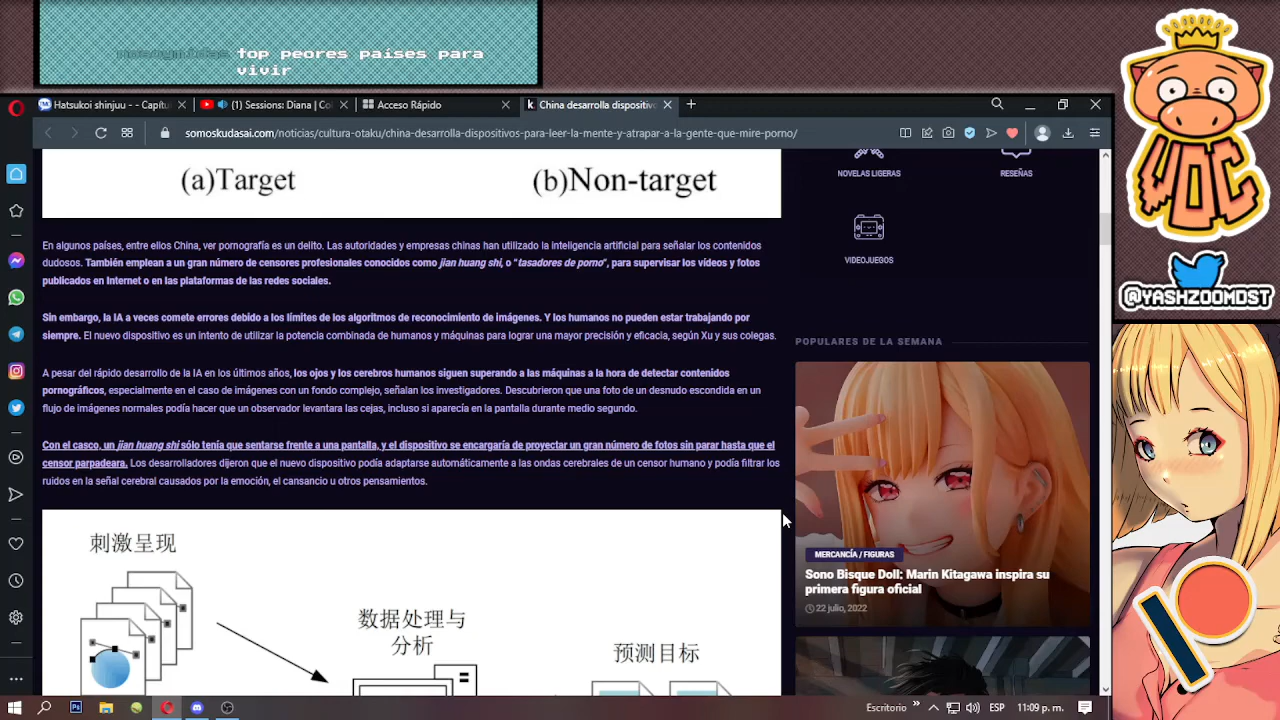 top peores países para
vivir
Hatsukoi shinjuu - - Capítu
(1) Sessions: Diana | Co
Acceso Rápido
China desarrolla dispositivo
somoskudasai.com/noticias/cultura-otaku/china-desarrolla-dispositivos-para-leer-la-mente-y-atrapar-a-la-gente-que-mire-porno/
(a)Target
(b)Non-target
En algunos países, entre ellos China, ver pornografía es un delito. Las autoridades y empresas chinas han utilizado la inteligencia artificial para señalar los contenidos
dudosos. También emplean a un gran número de censores profesionales conocidos como jian huang shi, o “tasadores de porno“, para supervisar los vídeos y fotos
publicados en Internet o en las plataformas de las redes sociales.
Sin embargo, la IA a veces comete errores debido a los límites de los algoritmos de reconocimiento de imágenes. Y los humanos no pueden estar trabajando por
siempre. El nuevo dispositivo es un intento de utilizar la potencia combinada de humanos y máquinas para lograr una mayor precisión y eficacia, según Xu y sus colegas.
A pesar del rápido desarrollo de la IA en los últimos años, los ojos y los cerebros humanos siguen superando a las máquinas a la hora de detectar contenidos
pornográficos, especialmente en el caso de imágenes con un fondo complejo, señalan los investigadores. Descubrieron que una foto de un desnudo escondida en un
flujo de imágenes normales podía hacer que un observador levantara las cejas, incluso si aparecía en la pantalla durante medio segundo.
Con el casco, un jian huang shi sólo tenía que sentarse frente a una pantalla, y el dispositivo se encargaría de proyectar un gran número de fotos sin parar hasta que el
censor parpadeara. Los desarrolladores dijeron que el nuevo dispositivo podía adaptarse automáticamente a las ondas cerebrales de un censor humano y podía filtrar los
ruidos en la señal cerebral causados por la emoción, el cansancio u otros pensamientos.
刺激呈现
数据处理与
分析
预测目标
NOVELAS LIGERAS
RESEÑAS
VIDEOJUEGOS
POPULARES DE LA SEMANA
MERCANCÍA / FIGURAS
Sono Bisque Doll: Marin Kitagawa inspira su
primera figura oficial
22 julio, 2022
@YASHZOOMDST
Escritorio
ESP
11:09 p. m.